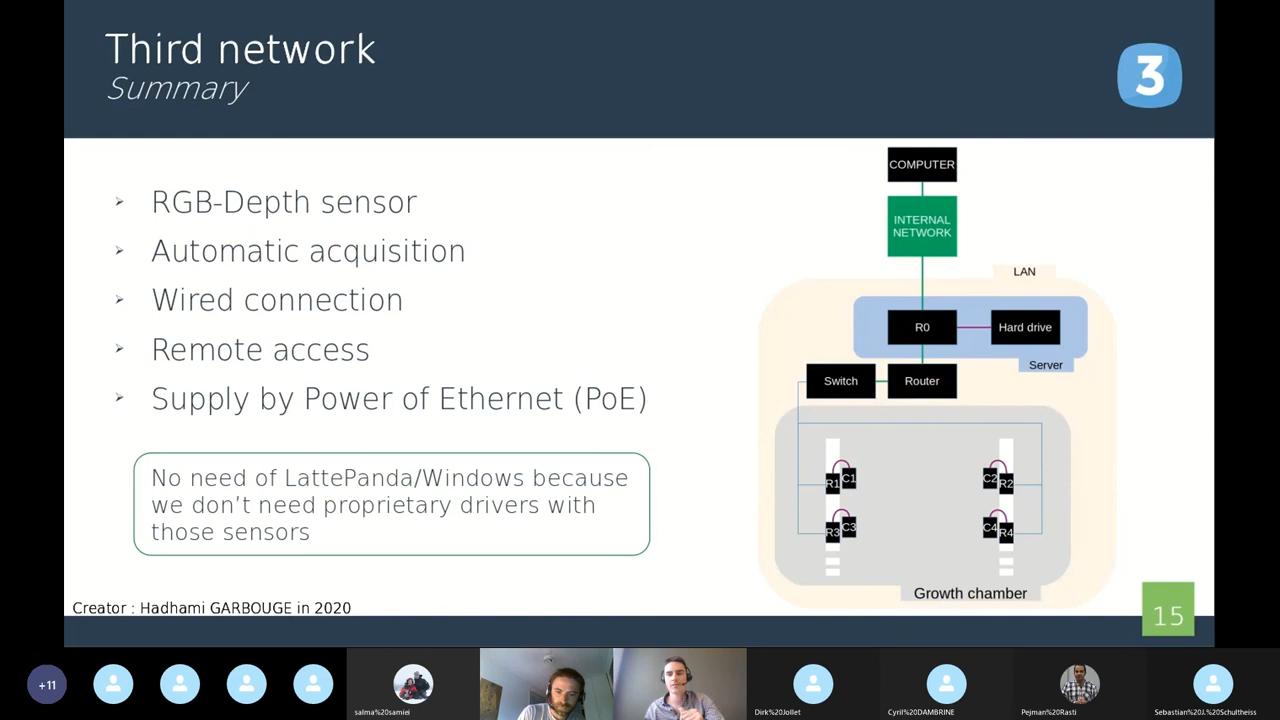 Third network
Summary
3
RGB-Depth sensor
Automatic acquisition
Wired connection
Remote access
Supply by Power of Ethernet (PoE)
No need of LattePanda/Windows because
we don't need proprietary drivers with
those sensors
COMPUTER
INTERNAL
NETWORK
LAN
R0
Hard drive
Server
Switch
Router
R1
C1
C2
R2
R3
C3
C4
R4
Growth chamber
Creator : Hadhami GARBOUGE in 2020
15
+11
salma%20samiei
Dirk%20Jollet
Cyril%20DAMBRINE
Pejman%20Rasti
Sebastian%20J.%20Schultheiss